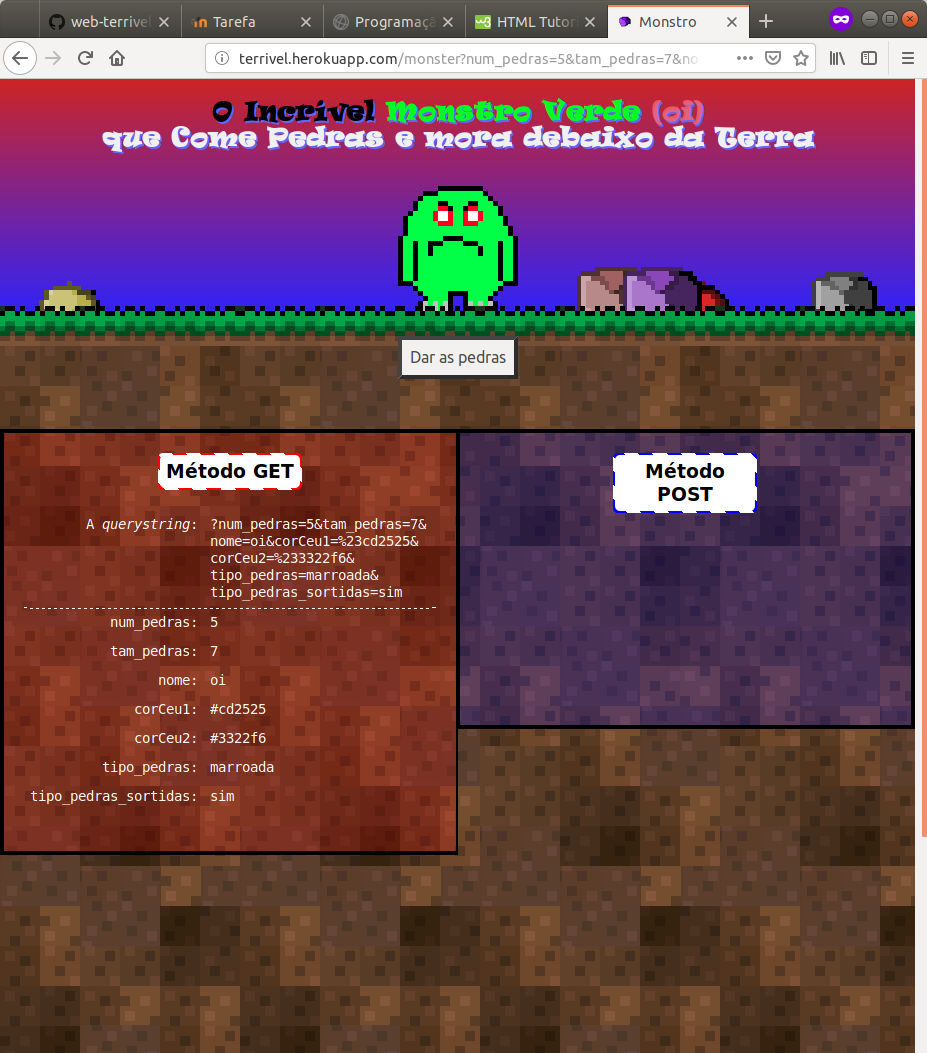 web-terrivel
Tarefa
Programaçã
HTML Tutor
Monstro
terrivel.herokuapp.com/monster?num_pedras=5&tam_pedras=7&no
O Incrível Monstro Verde (oi)
que Come Pedras e mora debaixo da Terra
Dar as pedras
Método GET
A querystring: ?num_pedras=5&tam_pedras=7&
nome=oi&corCeu1=%23cd2525&
corCeu2=%233322f6&
tipo_pedras=marroada&
tipo_pedras_sortidas=sim
num_pedras: 5
tam_pedras: 7
nome: oi
corCeu1: #cd2525
corCeu2: #3322f6
tipo_pedras: marroada
tipo_pedras_sortidas: sim
Método
POST